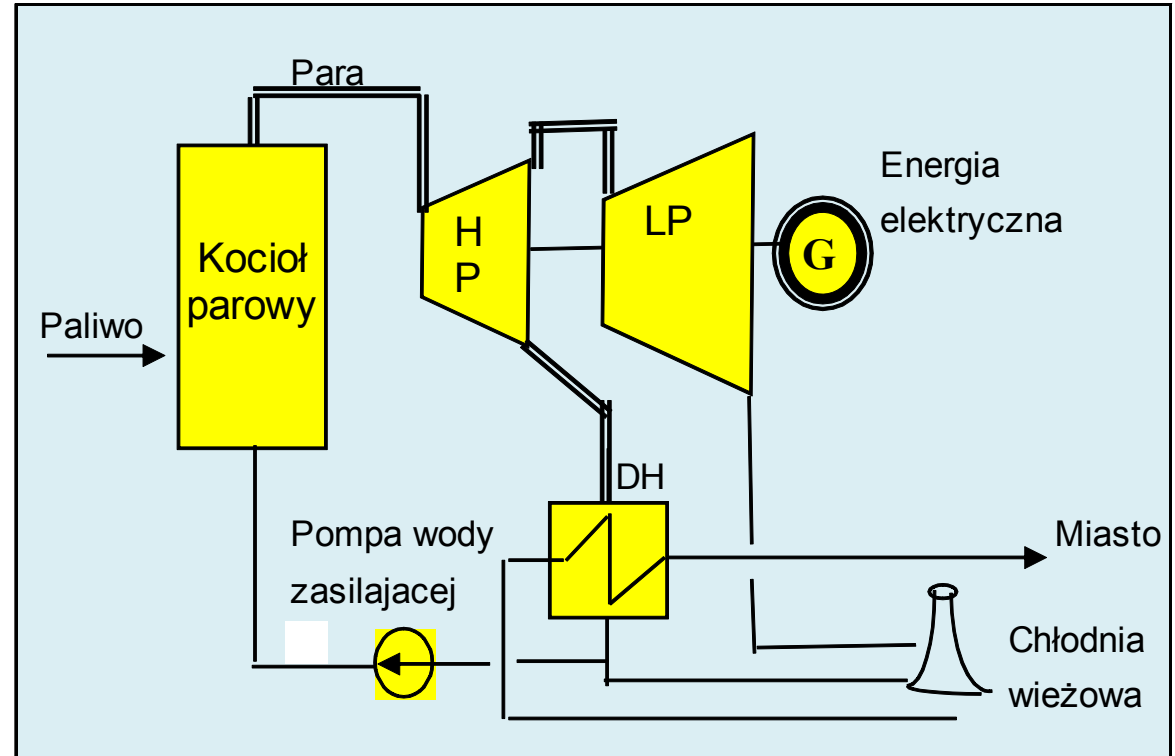 Para
Kocioł
parowy
Paliwo
H
P
LP
G
Energia
elektryczna
DH
Pompa wody
zasilajacej
Miasto
Chłodnia
wieżowa